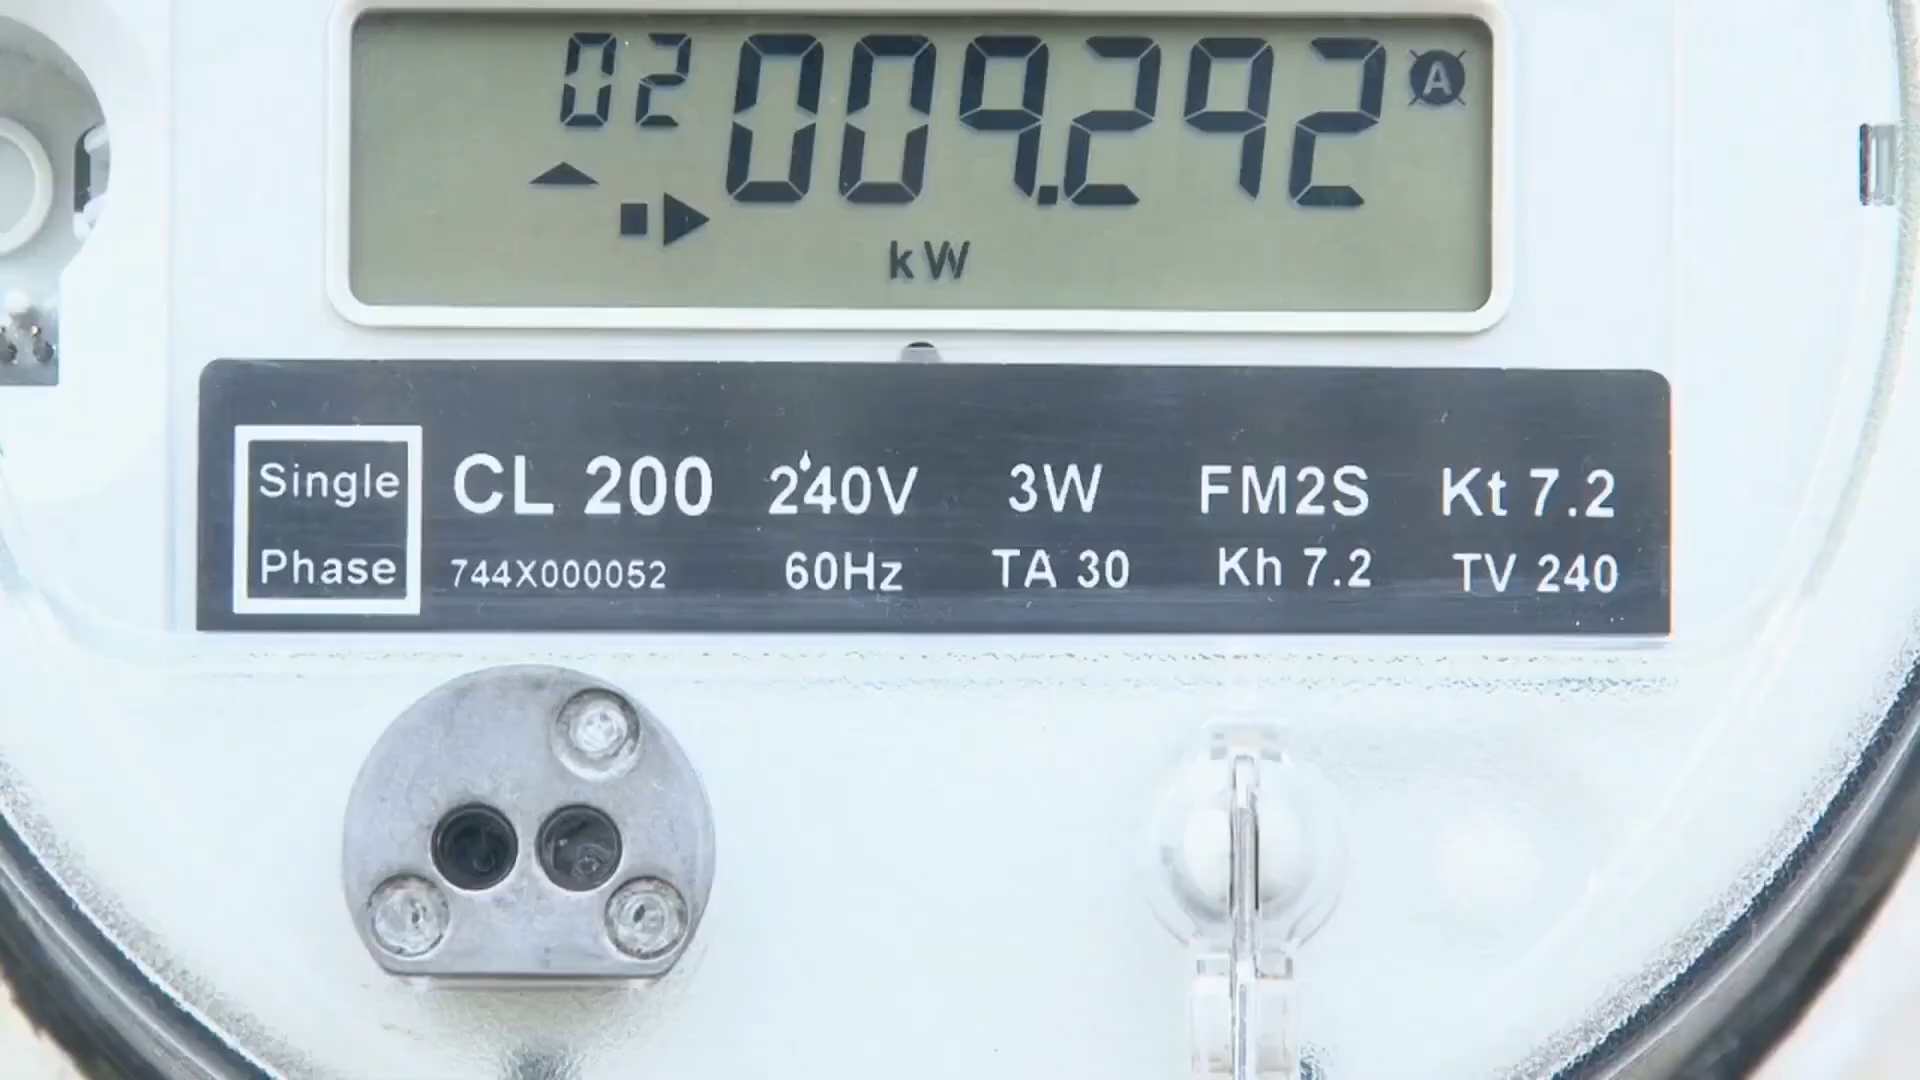 02 009.292 A
kW
Single Phase
CL 200 240V 3W FM2S Kt 7.2
744X000052 60Hz TA 30 Kh 7.2 TV 240